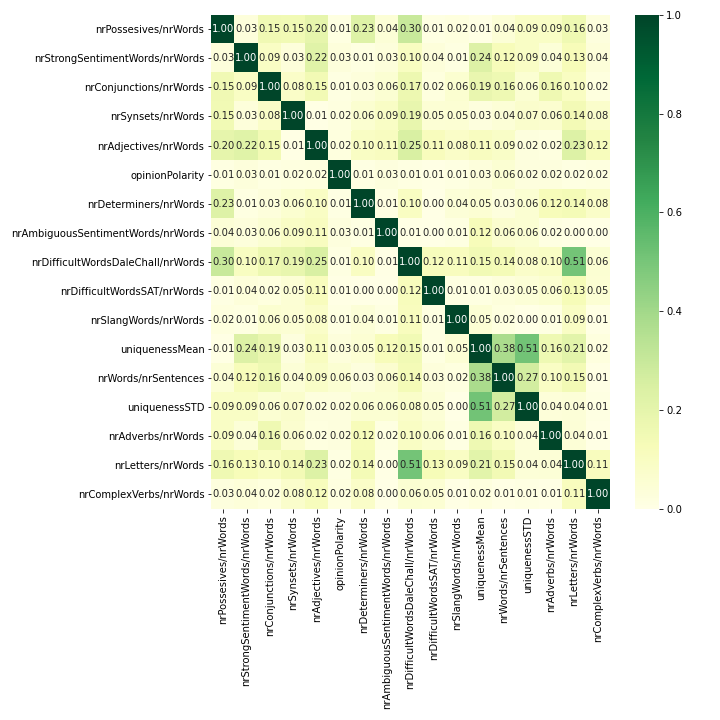 nrPossesives/nrWords 1.00 0.03 0.15 0.15 0.20 0.01 0.23 0.04 0.30 0.01 0.02 0.01 0.04 0.09 0.09 0.16 0.03
nrStrongSentimentWords/nrWords 0.03 1.00 0.09 0.03 0.22 0.03 0.01 0.03 0.10 0.04 0.01 0.24 0.12 0.09 0.04 0.13 0.04
nrConjunctions/nrWords 0.15 0.09 1.00 0.08 0.15 0.01 0.03 0.06 0.17 0.02 0.06 0.19 0.16 0.06 0.16 0.10 0.02
nrSynsets/nrWords 0.15 0.03 0.08 1.00 0.01 0.02 0.06 0.09 0.19 0.05 0.05 0.03 0.04 0.07 0.06 0.14 0.08
nrAdjectives/nrWords 0.20 0.22 0.15 0.01 1.00 0.02 0.10 0.11 0.25 0.11 0.08 0.11 0.09 0.02 0.02 0.23 0.12
opinionPolarity 0.01 0.03 0.01 0.02 0.02 1.00 0.01 0.03 0.01 0.01 0.01 0.03 0.06 0.02 0.02 0.02 0.02
nrDeterminers/nrWords 0.23 0.01 0.03 0.06 0.10 0.01 1.00 0.01 0.10 0.00 0.04 0.05 0.03 0.06 0.12 0.14 0.08
nrAmbiguousSentimentWords/nrWords 0.04 0.03 0.06 0.09 0.11 0.03 0.01 1.00 0.01 0.00 0.01 0.12 0.06 0.06 0.02 0.00 0.00
nrDifficultWordsDaleChall/nrWords 0.30 0.10 0.17 0.19 0.25 0.01 0.10 0.01 1.00 0.12 0.11 0.15 0.14 0.08 0.10 0.51 0.06
nrDifficultWordsSAT/nrWords 0.01 0.04 0.02 0.05 0.11 0.01 0.00 0.00 0.12 1.00 0.01 0.01 0.03 0.05 0.06 0.13 0.05
nrSlangWords/nrWords 0.02 0.01 0.06 0.05 0.08 0.01 0.04 0.01 0.11 0.01 1.00 0.05 0.02 0.00 0.01 0.09 0.01
uniquenessMean 0.01 0.24 0.19 0.03 0.11 0.03 0.05 0.12 0.15 0.01 0.05 1.00 0.38 0.51 0.16 0.21 0.02
nrWords/nrSentences 0.04 0.12 0.16 0.04 0.09 0.06 0.03 0.06 0.14 0.03 0.02 0.38 1.00 0.27 0.10 0.15 0.01
uniquenessSTD 0.09 0.09 0.06 0.07 0.02 0.02 0.06 0.06 0.08 0.05 0.00 0.51 0.27 1.00 0.04 0.04 0.01
nrAdverbs/nrWords 0.09 0.04 0.16 0.06 0.02 0.02 0.12 0.02 0.10 0.06 0.01 0.16 0.10 0.04 1.00 0.04 0.01
nrLetters/nrWords 0.16 0.13 0.10 0.14 0.23 0.02 0.14 0.00 0.51 0.13 0.09 0.21 0.15 0.04 0.04 1.00 0.11
nrComplexVerbs/nrWords 0.03 0.04 0.02 0.08 0.12 0.02 0.08 0.00 0.06 0.05 0.01 0.02 0.01 0.01 0.01 0.11 1.00
nrPossesives/nrWords
nrStrongSentimentWords/nrWords
nrConjunctions/nrWords
nrSynsets/nrWords
nrAdjectives/nrWords
opinionPolarity
nrDeterminers/nrWords
nrAmbiguousSentimentWords/nrWords
nrDifficultWordsDaleChall/nrWords
nrDifficultWordsSAT/nrWords
nrSlangWords/nrWords
uniquenessMean
nrWords/nrSentences
uniquenessSTD
nrAdverbs/nrWords
nrLetters/nrWords
nrComplexVerbs/nrWords
1.0
0.8
0.6
0.4
0.2
0.0